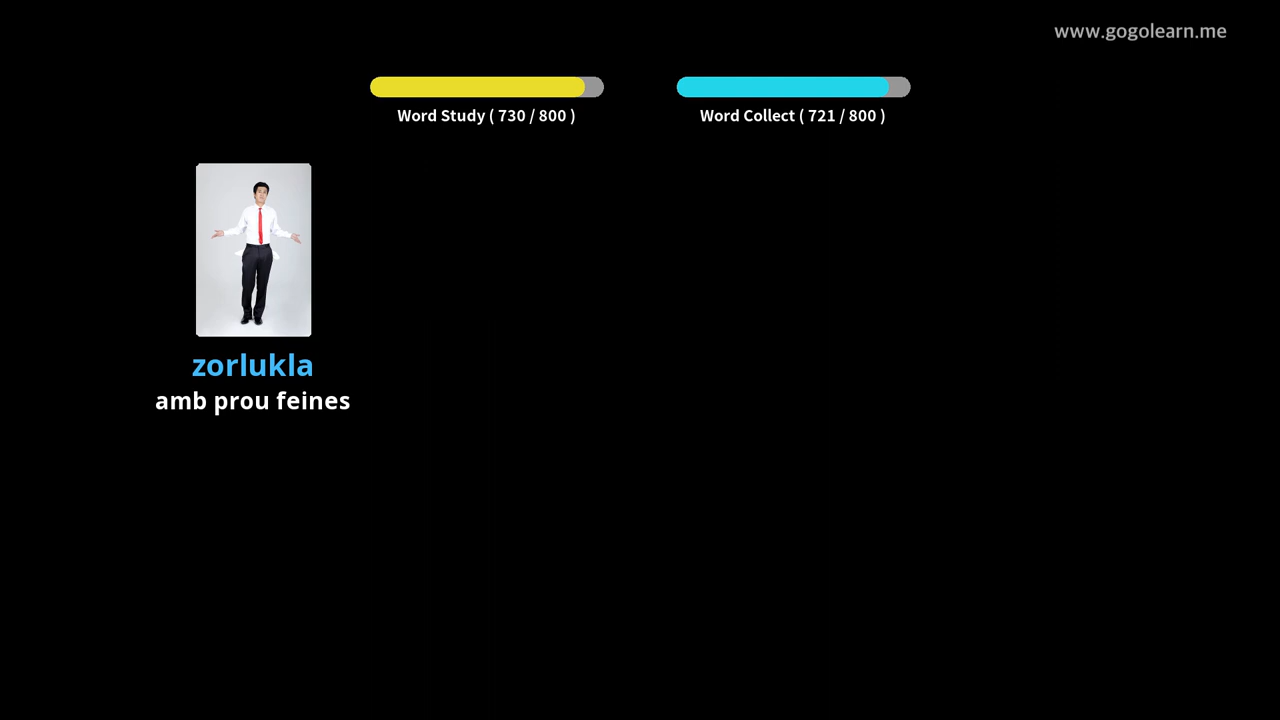 www.gogolearn.me
Word Study ( 730 / 800 )
Word Collect ( 721 / 800 )
zorlukla
amb prou feines